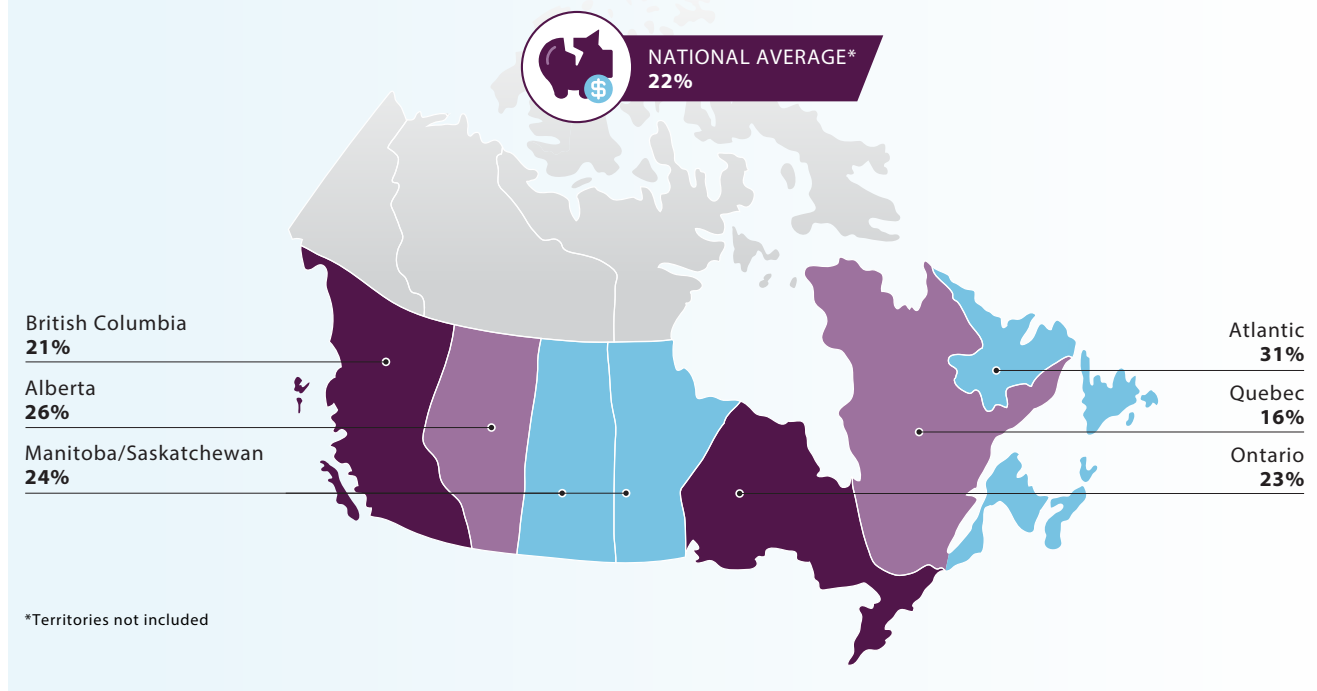 NATIONAL AVERAGE*
22%
British Columbia
21%
Alberta
26%
Manitoba/Saskatchewan
24%
Atlantic
31%
Quebec
16%
Ontario
23%
*Territories not included
$